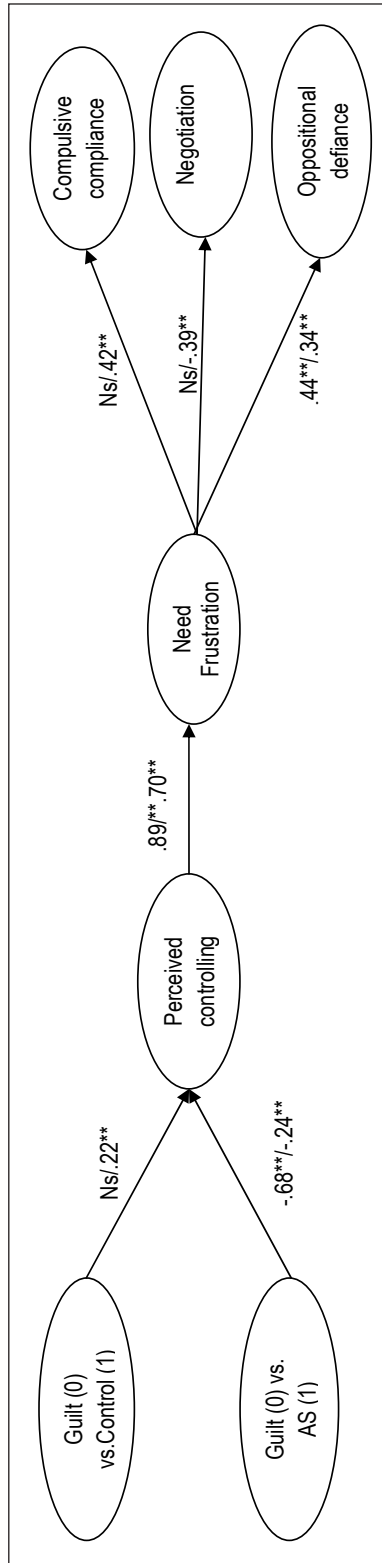 Guilt (0)
vs.Control (1)
Guilt (0) vs.
AS (1)
Ns/.22**
-.68**/-.24**
Perceived
controlling
.89/**.70**
Need
Frustration
Ns/.42**
Ns/-.39**
.44**/.34**
Compulsive
compliance
Negotiation
Oppositional
defiance